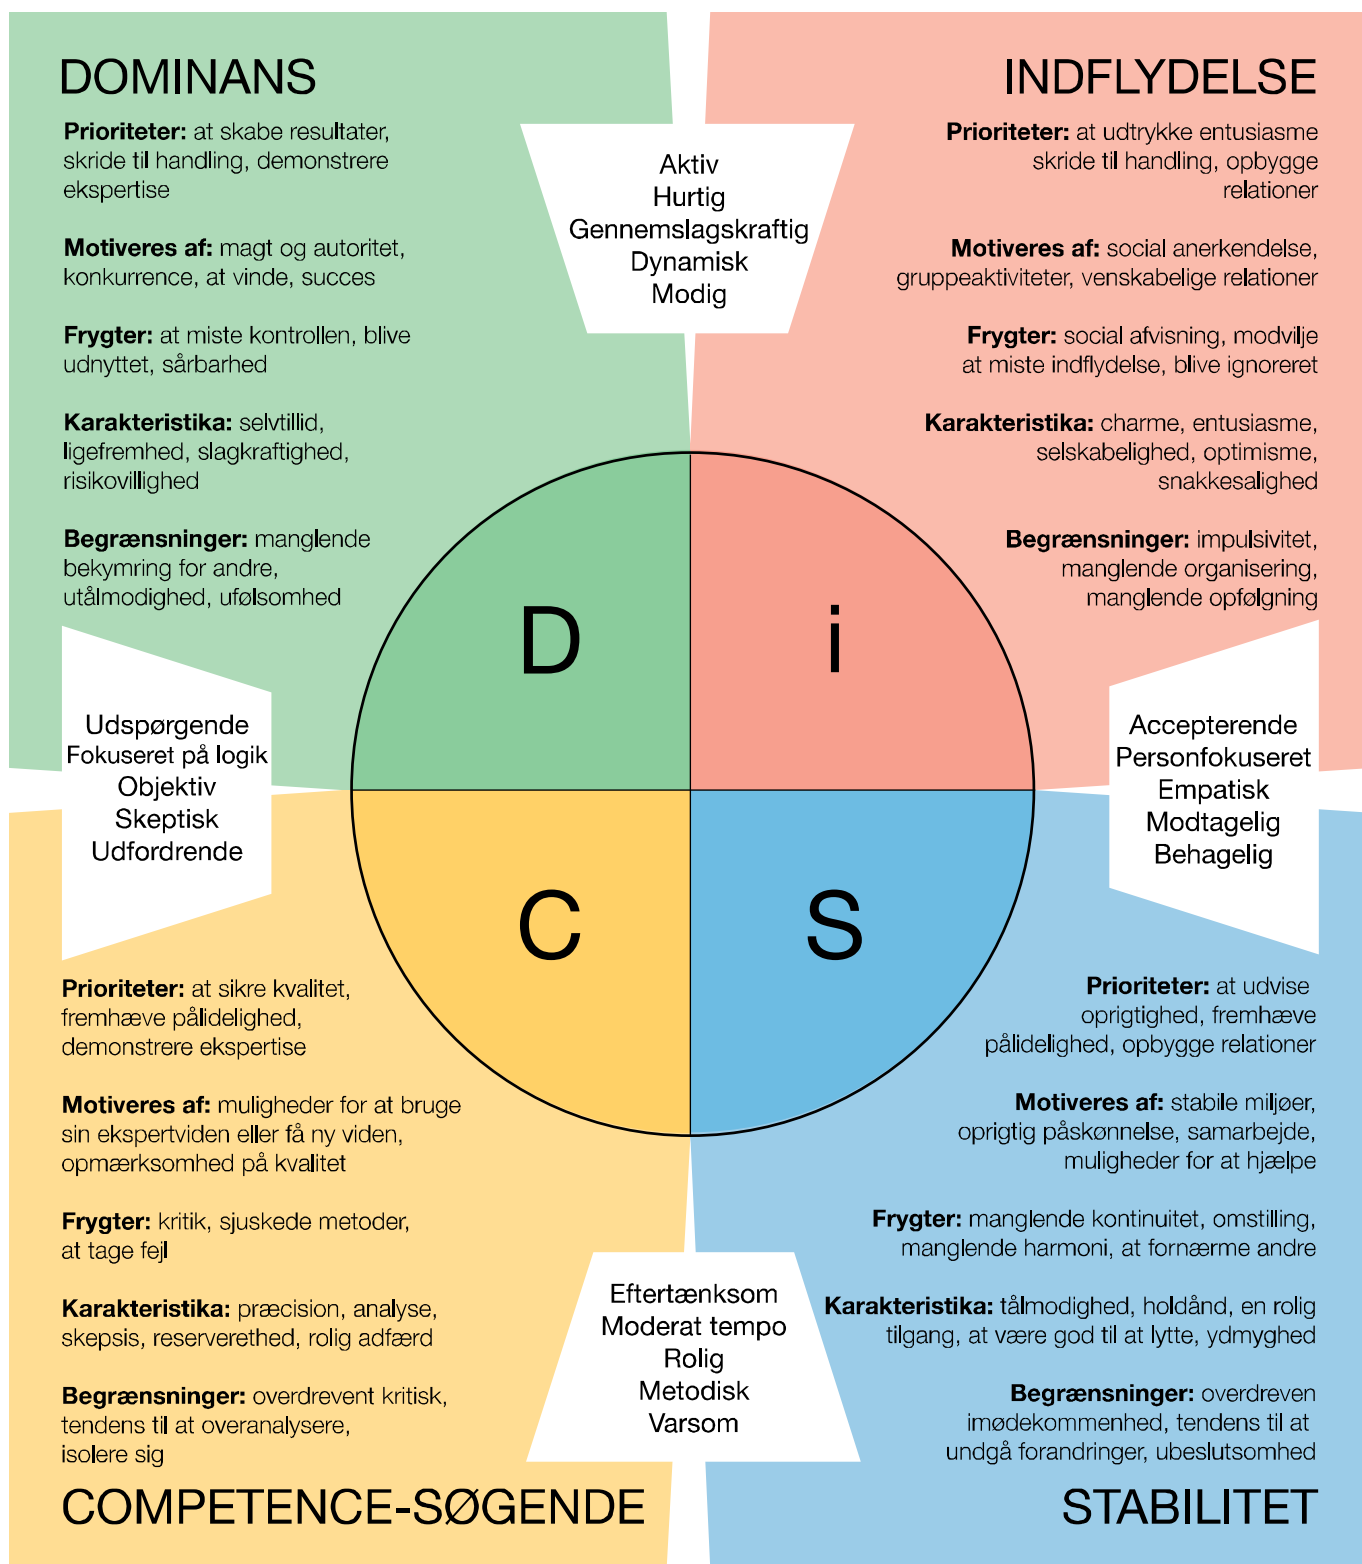 DOMINANS
Prioriteter: at skabe resultater,
skride til handling, demonstrere
ekspertise
Motiveres af: magt og autoritet,
konkurrence, at vinde, succes
Frygter: at miste kontrollen, blive
udnyttet, sårbarhed
Karakteristika: selvtillid,
ligefremhed, slagkraftighed,
risikovillighed
Begrænsninger: manglende
bekymring for andre,
utålmodighed, ufølsomhed
Aktiv
Hurtig
Gennemslagskraftig
Dynamisk
Modig
INDFLYDELSE
Prioriteter: at udtrykke entusiasme
skride til handling, opbygge
relationer
Motiveres af: social anerkendelse,
gruppeaktiviteter, venskabelige relationer
Frygter: social afvisning, modvilje
at miste indflydelse, blive ignoreret
Karakteristika: charme, entusiasme,
selskabelighed, optimisme,
snakkesalighed
Begrænsninger: impulsivitet,
manglende organisering,
manglende opfølgning
D
i
Udspørgende
Fokuseret på logik
Objektiv
Skeptisk
Udfordrende
Accepterende
Personfokuseret
Empatisk
Modtagelig
Behagelig
C
S
Prioriteter: at sikre kvalitet,
fremhæve pålidelighed,
demonstrere ekspertise
Motiveres af: muligheder for at bruge
sin ekspertviden eller få ny viden,
opmærksomhed på kvalitet
Frygter: kritik, sjuskede metoder,
at tage fejl
Karakteristika: præcision, analyse,
skepsis, reserverethed, rolig adfærd
Begrænsninger: overdrevent kritisk,
tendens til at overanalysere,
isolere sig
COMPETENCE-SØGENDE
Eftertænksom
Moderat tempo
Rolig
Metodisk
Varsom
Prioriteter: at udvise
oprigtighed, fremhæve
pålidelighed, opbygge relationer
Motiveres af: stabile miljøer,
oprigtig påskønnelse, samarbejde,
muligheder for at hjælpe
Frygter: manglende kontinuitet, omstilling,
manglende harmoni, at fornærme andre
Karakteristika: tålmodighed, holdånd, en rolig
tilgang, at være god til at lytte, ydmyghed
Begrænsninger: overdreven
imødekommenhed, tendens til at
undgå forandringer, ubeslutsomhed
STABILITET